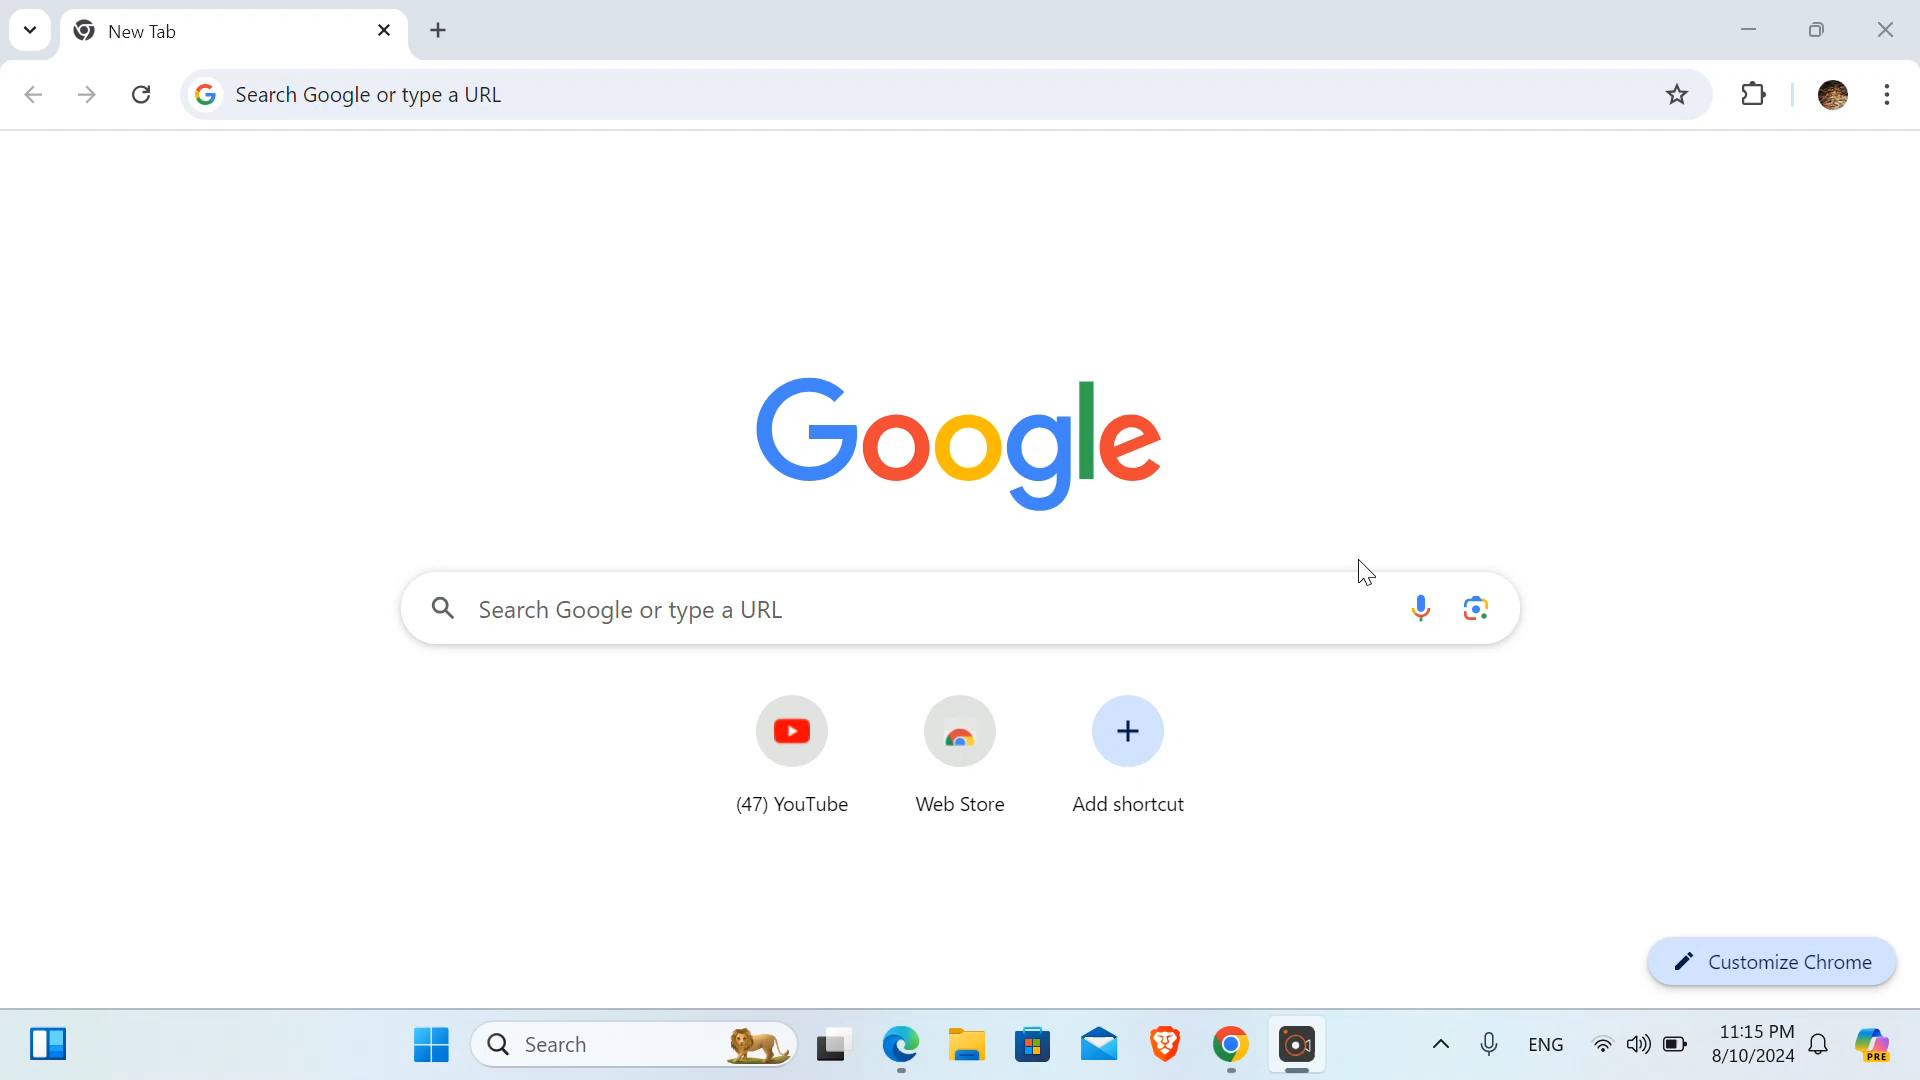 New Tab
Search Google or type a URL
Google
Search Google or type a URL
(47) YouTube
Web Store
Add shortcut
Customize Chrome
Search
ENG
11:15 PM
8/10/2024
PRE